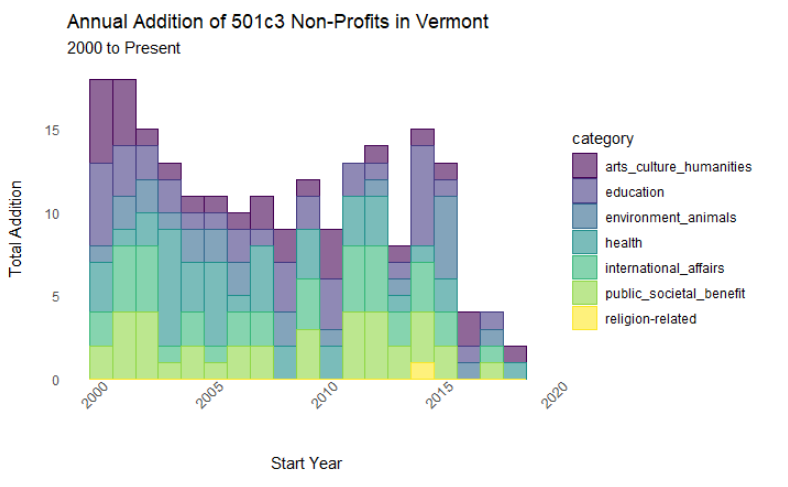 Annual Addition of 501c3 Non-Profits in Vermont
2000 to Present
Total Addition
15
10
5
0
2000
2005
2010
2015
2020
Start Year
category
arts_culture_humanities
education
environment_animals
health
international_affairs
public_societal_benefit
religion-related